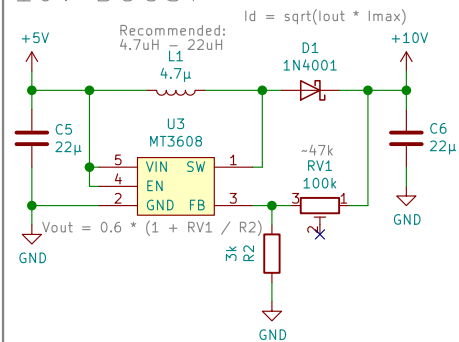 Id = sqrt(Iout * Imax)
+5V
Recommended:
4.7uH - 22uH
L1
4.7µ
D1
1N4001
+10V
C5
22µ
U3
MT3608
5 VIN SW 1
4 EN
2 GND FB 3
~47k
RV1
100k
3 1
2
C6
22µ
Vout = 0.6 * (1 + RV1 / R2)
3k
R2
GND
GND
GND